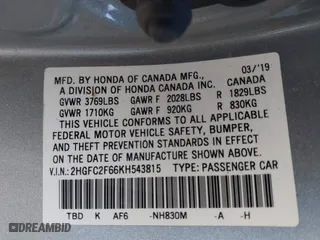 MFD. BY HONDA OF CANADA MFG., 03/'19
A DIVISION OF HONDA CANADA INC. CANADA
GVWR 3769LBS GAWR F 2028LBS R 1829LBS
GVWR 1710KG GAWR F 920KG R 830KG
THIS VEHICLE CONFORMS TO ALL APPLICABLE
FEDERAL MOTOR VEHICLE SAFETY, BUMPER,
AND THEFT PREVENTION STANDARDS IN EFFECT
ON THE DATE OF MANUFACTURE SHOWN ABOVE.
V.I.N.: 2HGFC2F66KH543815 TYPE: PASSENGER CAR
TBD K AF6 -NH830M -A -H
DREAMBID